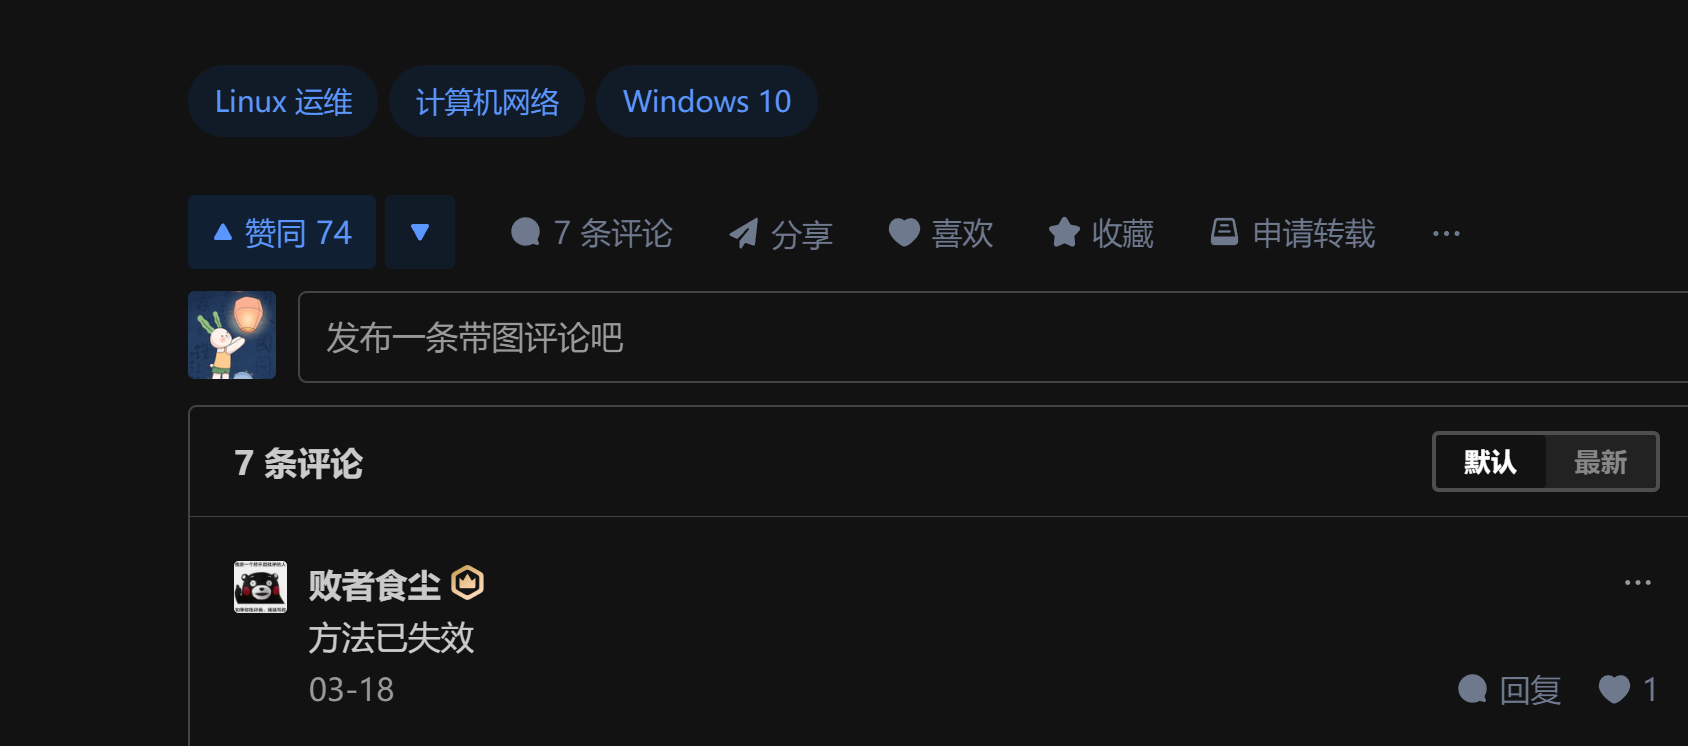 Linux 运维 计算机网络 Windows 10
赞同 74 7 条评论 分享 喜欢 收藏 申请转载 ···
发布一条带图评论吧
7 条评论 默认 最新
败者食尘 ···
方法已失效
03-18 回复 1